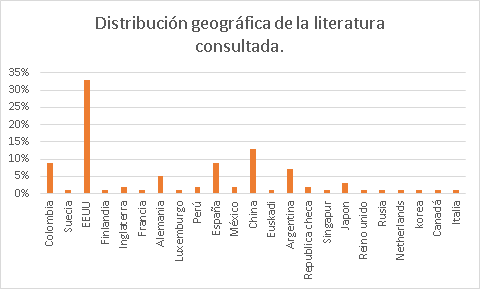 Distribución geográfica de la literatura
consultada.
35%
30%
25%
20%
15%
10%
5%
0%
Colombia
Suecia
EEUU
Finlandia
Inglaterra
Francia
Alemania
Luxemburgo
Perú
España
México
China
Euskadi
Argentina
Republica checa
Singapur
Japon
Reino unido
Rusia
Netherlands
korea
Canadá
Italia